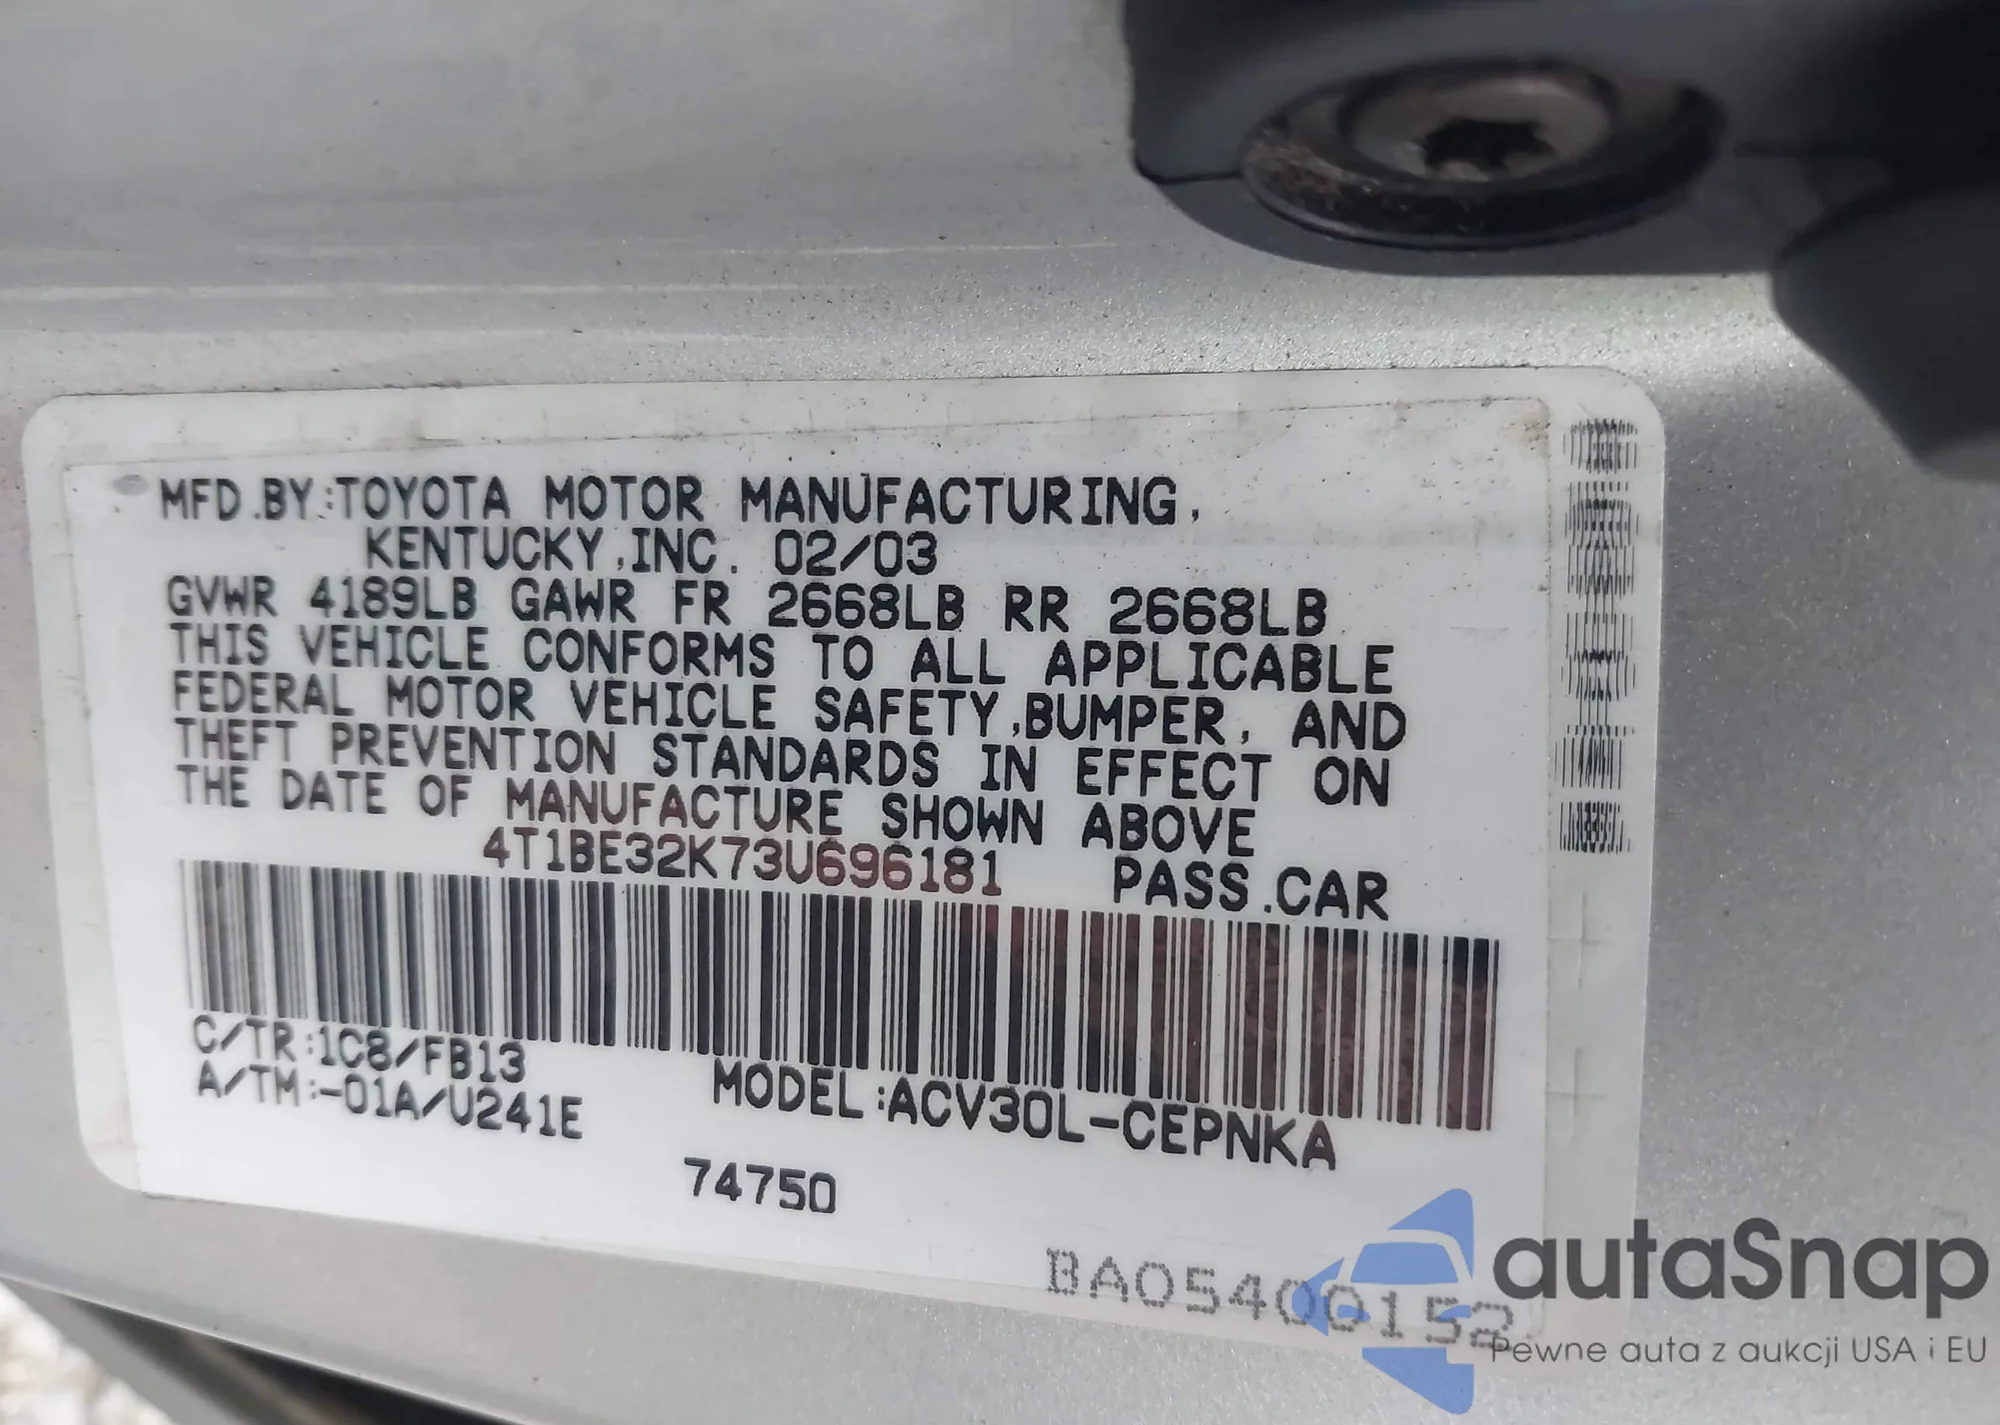 MFD.BY:TOYOTA MOTOR MANUFACTURING,
KENTUCKY,INC. 02/03
GVWR 4189LB GAWR FR 2668LB RR 2668LB
THIS VEHICLE CONFORMS TO ALL APPLICABLE
FEDERAL MOTOR VEHICLE SAFETY,BUMPER, AND
THEFT PREVENTION STANDARDS IN EFFECT ON
THE DATE OF MANUFACTURE SHOWN ABOVE
4T1BE32K73U696181 PASS.CAR
C/TR:1C8/FB13
A/TM:-01A/U241E
MODEL:ACV30L-CEPNKA
74750
BA05400152
autaSnap
Pewne auta z aukcji USA i EU